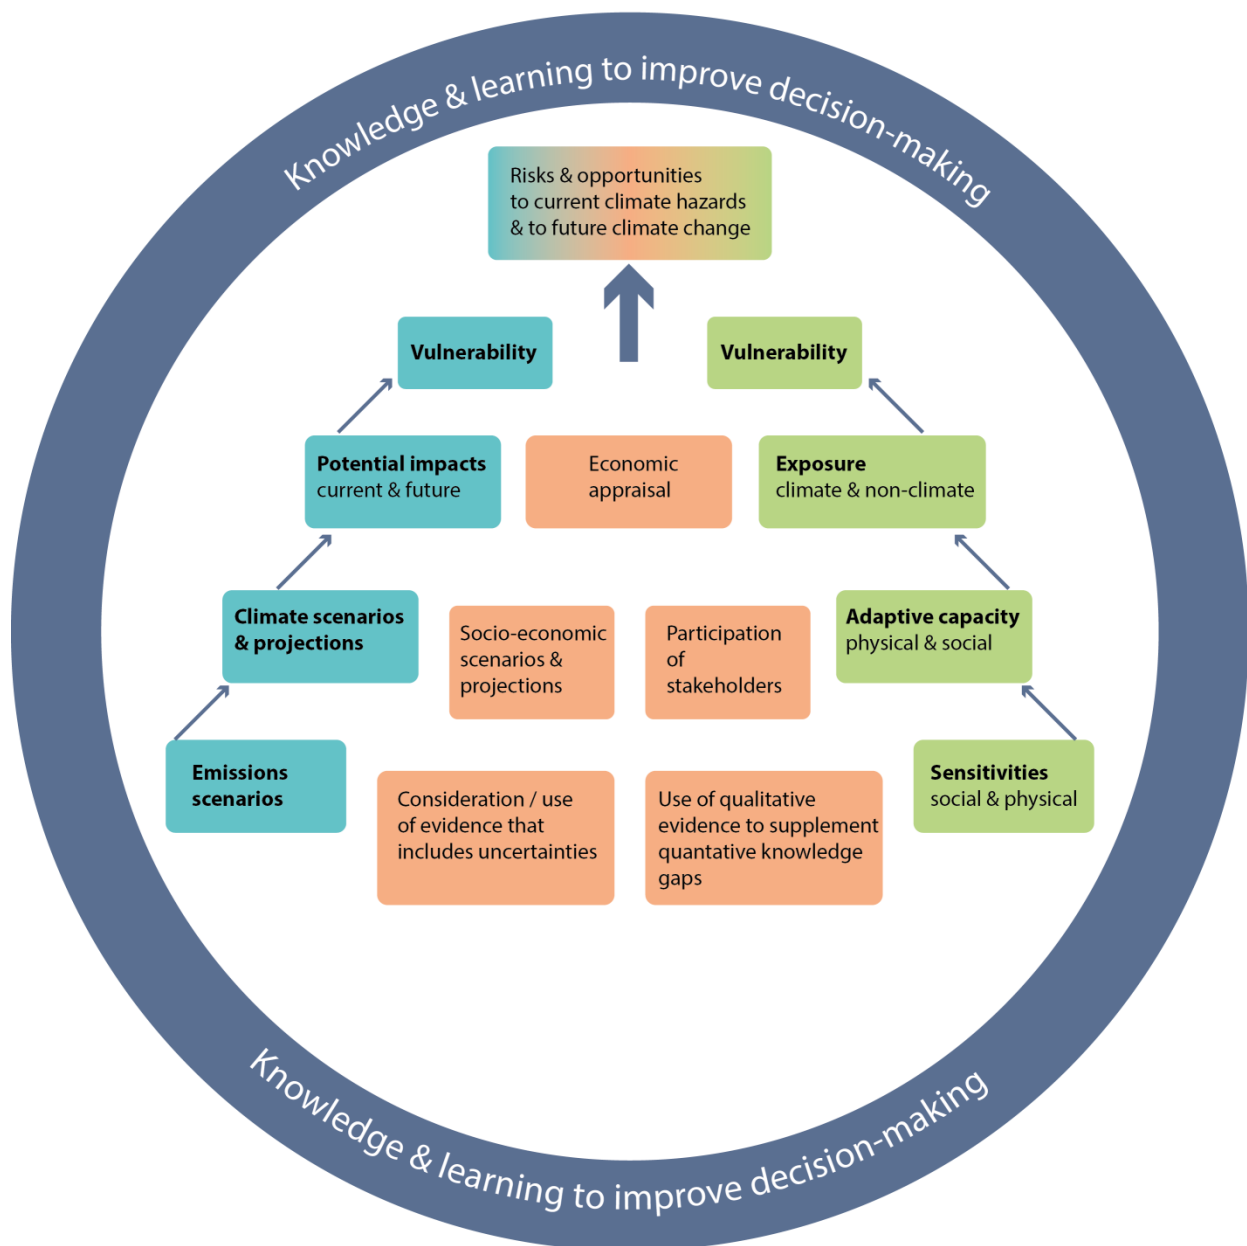 Knowledge & learning to improve decision-making
Risks & opportunities
to current climate hazards
& to future climate change
Vulnerability
Vulnerability
Potential impacts
current & future
Economic
appraisal
Exposure
climate & non-climate
Climate scenarios
& projections
Socio-economic
scenarios &
projections
Participation
of
stakeholders
Adaptive capacity
physical & social
Emissions
scenarios
Consideration / use
of evidence that
includes uncertainties
Use of qualitative
evidence to supplement
quantative knowledge
gaps
Sensitivities
social & physical
Knowledge & learning to improve decision-making